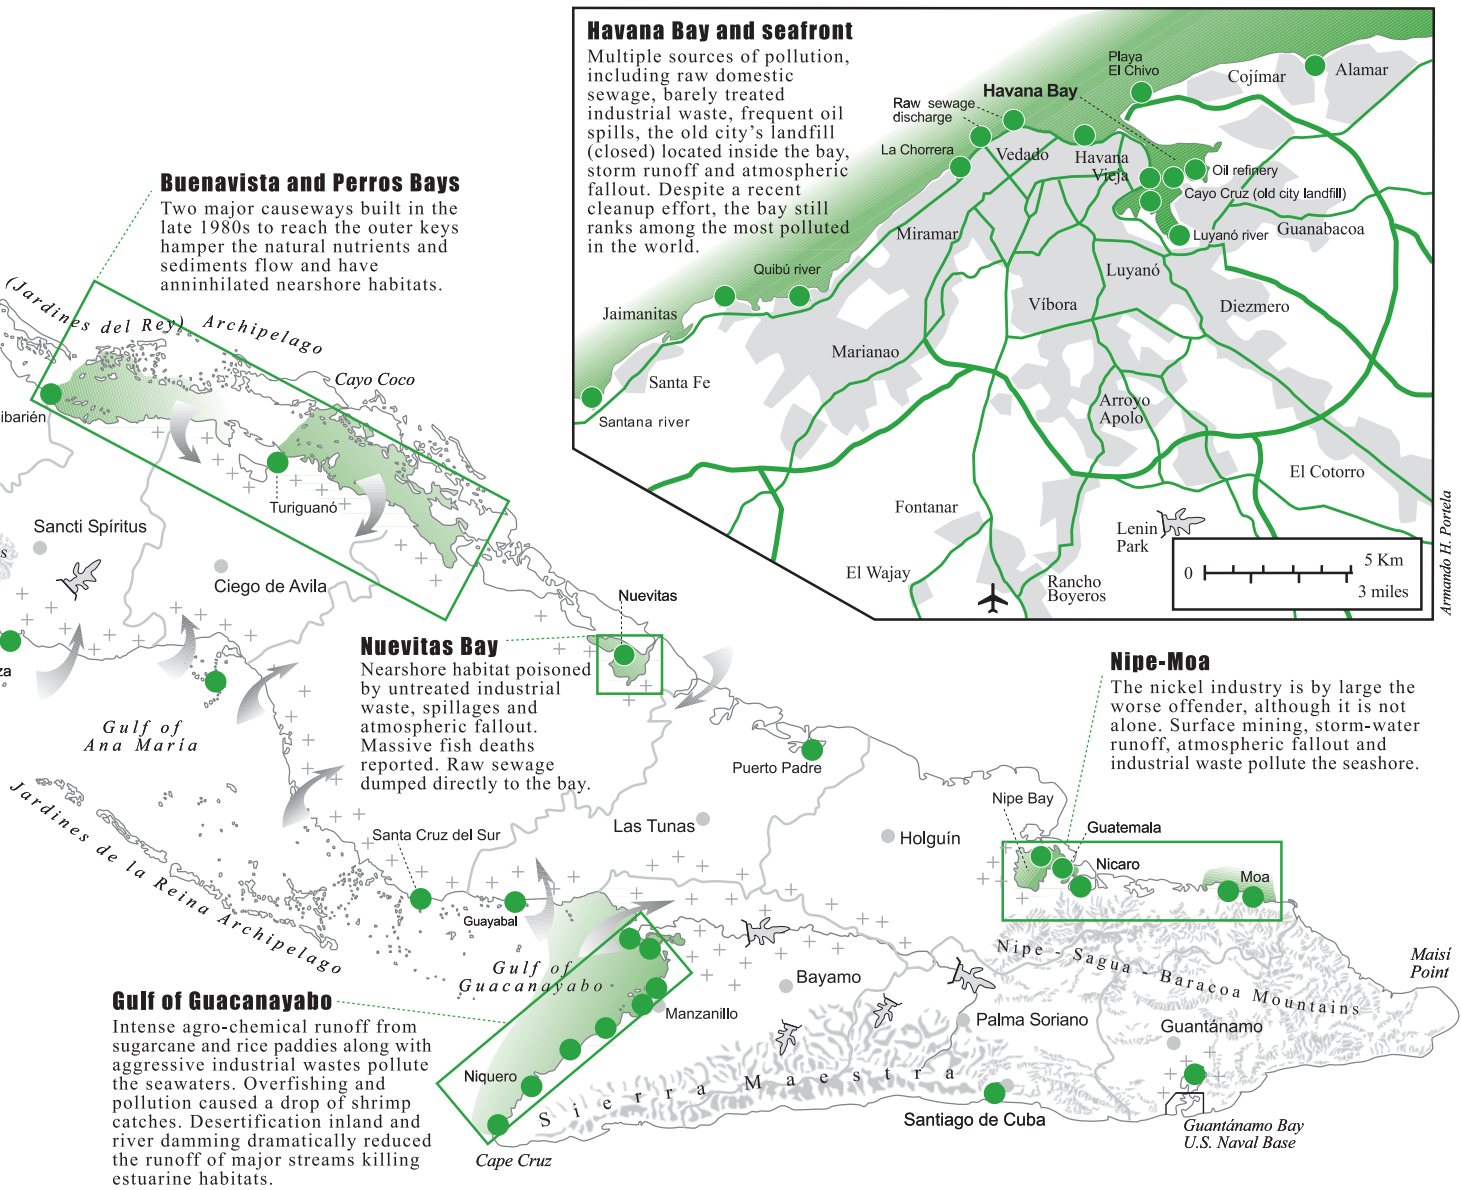 Havana Bay and seafront
Multiple sources of pollution,
including raw domestic
sewage, barely treated
industrial waste, frequent oil
spills, the old city's landfill
(closed) located inside the bay,
storm runoff and atmospheric
fallout. Despite a recent
cleanup effort, the bay still
ranks among the most polluted
in the world.
Playa
El Chivo
Cojímar
Alamar
Havana Bay
Raw sewage
discharge
La Chorrera
Vedado
Havana
Vieja
Oil refinery
Cayo Cruz (old city landfill)
Luyanó river
Guanabacoa
Miramar
Quibú river
Jaimanitas
Luyanó
Víbora
Diezmero
Marianao
Santa Fe
Santana river
Arroyo
Apolo
El Cotorro
Fontanar
Lenin
Park
El Wajay
Rancho
Boyeros
0
5 Km
3 miles
Armando H. Portela
Buenavista and Perros Bays
Two major causeways built in the
late 1980s to reach the outer keys
hamper the natural nutrients and
sediments flow and have
anninhilated nearshore habitats.
(Jardines del Rey) Archipelago
Cayo Coco
ibarién
Turiguanó
Sancti Spíritus
s
Ciego de Avila
Nuevitas
za
Nuevitas Bay
Nearshore habitat poisoned
by untreated industrial
waste, spillages and
atmospheric fallout.
Massive fish deaths
reported. Raw sewage
dumped directly to the bay.
Gulf of
Ana María
Jardines de la Reina Archipelago
Puerto Padre
Nipe-Moa
The nickel industry is by large the
worse offender, although it is not
alone. Surface mining, storm-water
runoff, atmospheric fallout and
industrial waste pollute the seashore.
Nipe Bay
Guatemala
Nicaro
Moa
Santa Cruz del Sur
Las Tunas
Holguín
Guayabal
Gulf of
Guacanayabo
Bayamo
Manzanillo
Nipe - Sagua - Baracoa Mountains
Maisí
Point
Palma Soriano
Guantánamo
Gulf of Guacanayabo
Intense agro-chemical runoff from
sugarcane and rice paddies along with
aggressive industrial wastes pollute
the seawaters. Overfishing and
pollution caused a drop of shrimp
catches. Desertification inland and
river damming dramatically reduced
the runoff of major streams killing
estuarine habitats.
Niquero
Sierra Maestra
Santiago de Cuba
Guantánamo Bay
U.S. Naval Base
Cape Cruz